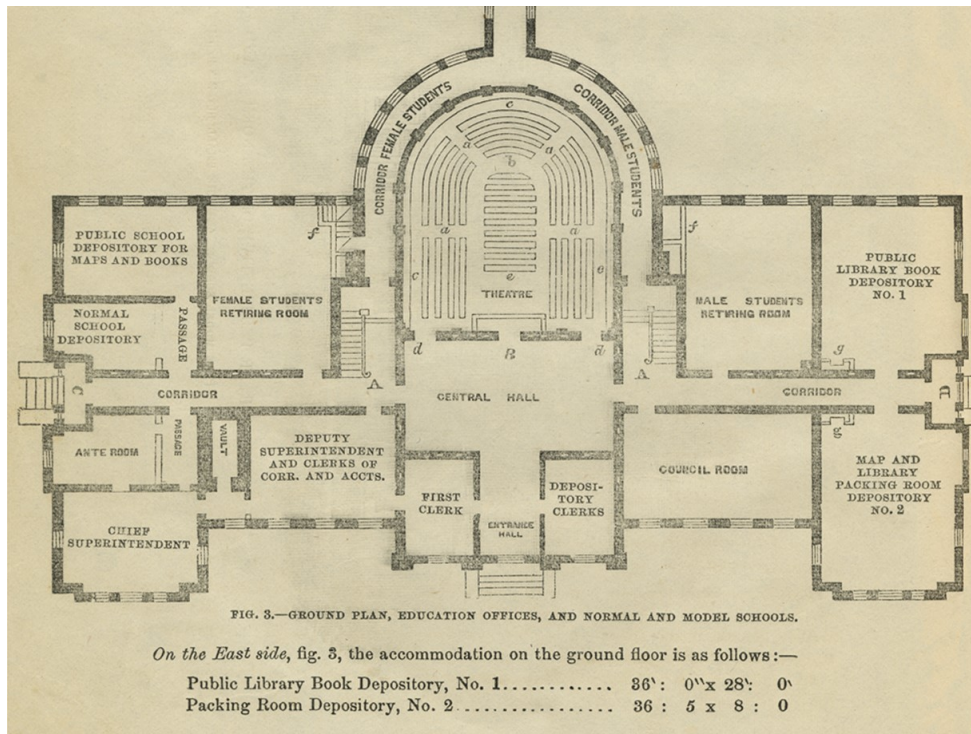 CORRIDOR FEMALE STUDENTS
CORRIDOR MALE STUDENTS
c
a
a
b
a
a
c
e
e
THEATRE
PUBLIC SCHOOL
DEPOSITORY FOR
MAPS AND BOOKS
f
FEMALE STUDENTS
RETIRING ROOM
f
MALE STUDENTS
RETIRING ROOM
PUBLIC
LIBRARY BOOK
DEPOSITORY
NO. 1
NORMAL
SCHOOL
DEPOSITORY
PASSAGE
d
B
d
g
C
CORRIDOR
A
CENTRAL HALL
A
CORRIDOR
g
ANTE ROOM
PASSAGE
VAULT
DEPUTY
SUPERINTENDENT
AND CLERKS OF
CORR. AND ACCTS.
COUNCIL ROOM
MAP AND
LIBRARY
PACKING ROOM
DEPOSITORY
NO. 2
FIRST
CLERK
DEPOSI-
TORY
CLERKS
ENTRANCE
HALL
CHIEF
SUPERINTENDENT
FIG. 3.—GROUND PLAN, EDUCATION OFFICES, AND NORMAL AND MODEL SCHOOLS.
On the East side, fig. 3, the accommodation on the ground floor is as follows:—
Public Library Book Depository, No. 1............ 36‵: 0‵‵x 28‵: 0‵
Packing Room Depository, No. 2................. 36 : 5 x 8 : 0